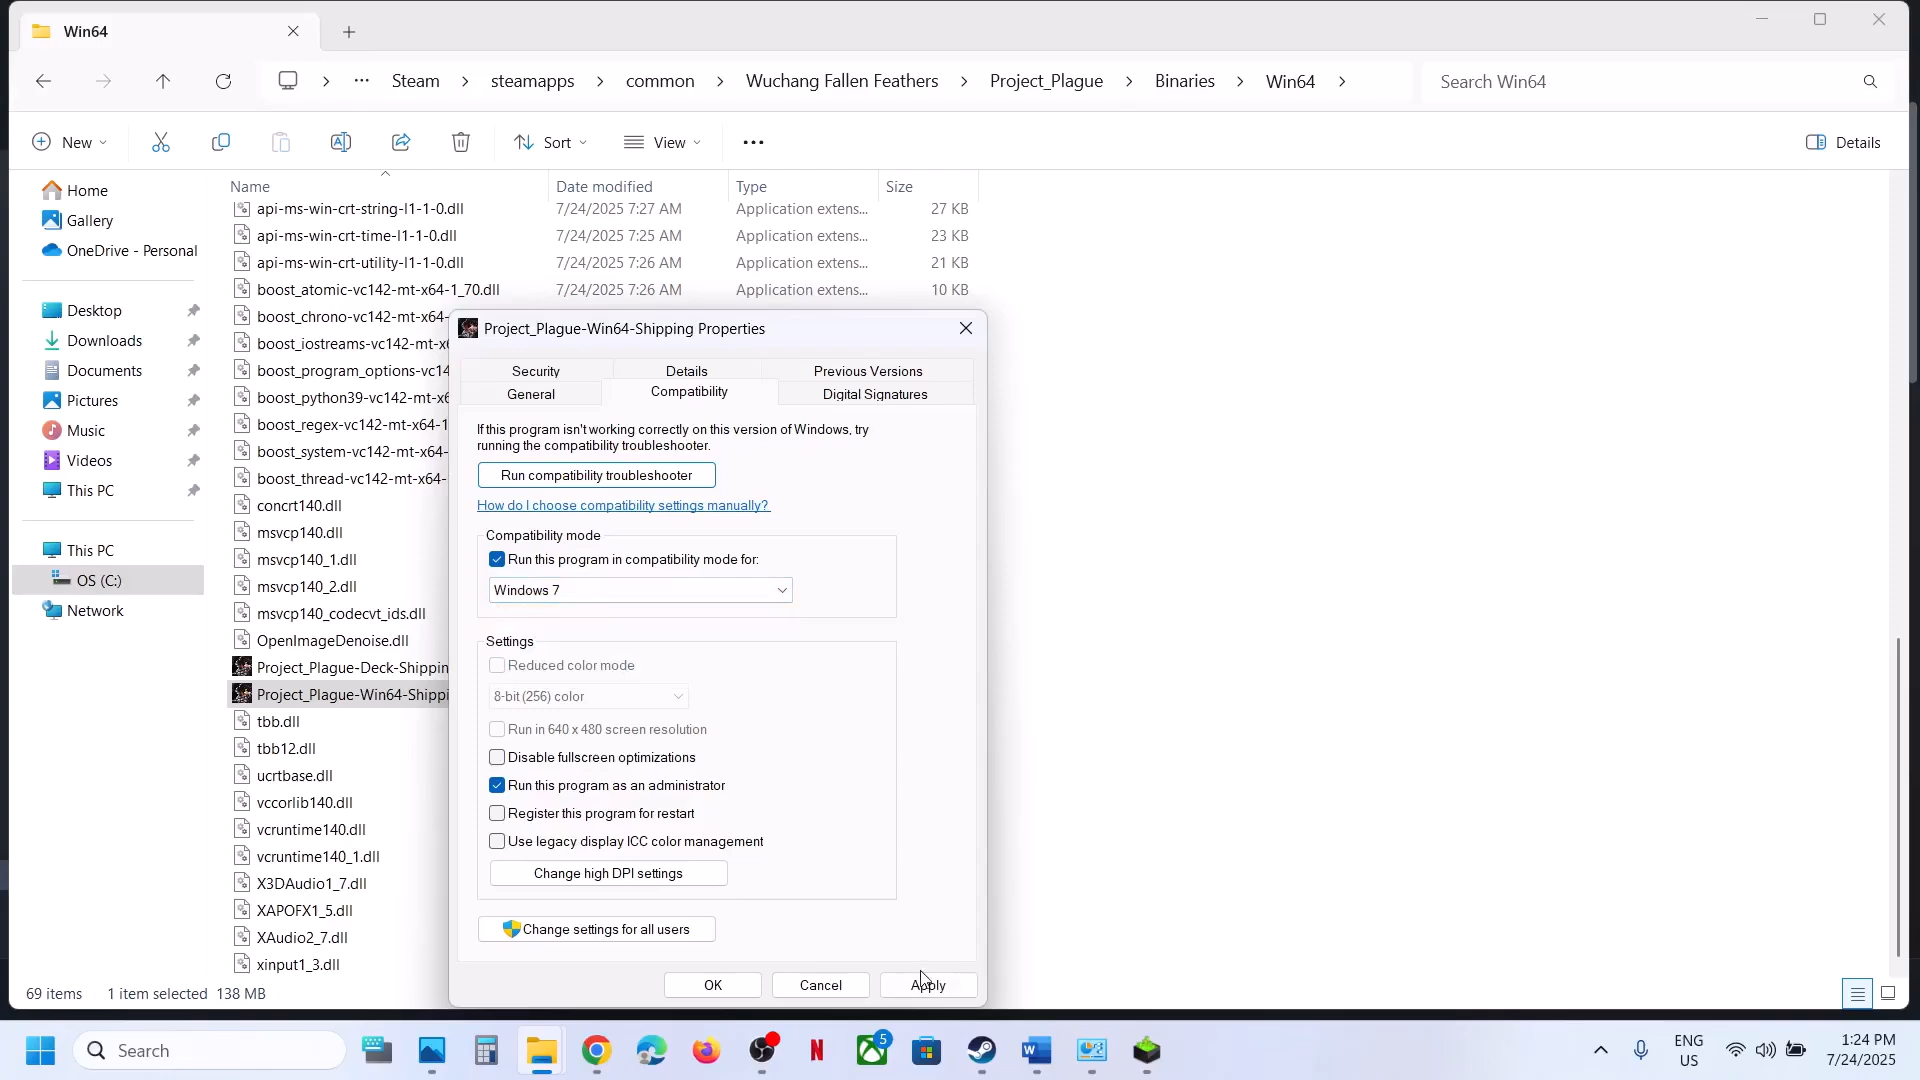 Win64
Steam
steamapps
common
Wuchang Fallen Feathers
Project_Plague
Binaries
Win64
Search Win64
New
Sort
View
Details
Home
Gallery
OneDrive - Personal
Desktop
Downloads
Documents
Pictures
Music
Videos
This PC
This PC
OS (C:)
Network
Name Date modified Type Size
api-ms-win-crt-string-l1-1-0.dll 7/24/2025 7:27 AM Application extens... 27 KB
api-ms-win-crt-time-l1-1-0.dll 7/24/2025 7:25 AM Application extens... 23 KB
api-ms-win-crt-utility-l1-1-0.dll 7/24/2025 7:26 AM Application extens... 21 KB
boost_atomic-vc142-mt-x64-1_70.dll 7/24/2025 7:26 AM Application extens... 10 KB
boost_chrono-vc142-mt-x64-
boost_iostreams-vc142-mt-x6
boost_program_options-vc14
boost_python39-vc142-mt-x6
boost_regex-vc142-mt-x64-1
boost_system-vc142-mt-x64-
boost_thread-vc142-mt-x64-
concrt140.dll
msvcp140.dll
msvcp140_1.dll
msvcp140_2.dll
msvcp140_codecvt_ids.dll
OpenImageDenoise.dll
Project_Plague-Deck-Shippin
Project_Plague-Win64-Shippi
tbb.dll
tbb12.dll
ucrtbase.dll
vccorlib140.dll
vcruntime140.dll
vcruntime140_1.dll
X3DAudio1_7.dll
XAPOFX1_5.dll
XAudio2_7.dll
xinput1_3.dll
Project_Plague-Win64-Shipping Properties
Security Details Previous Versions
General Compatibility Digital Signatures
If this program isn't working correctly on this version of Windows, try
running the compatibility troubleshooter.
Run compatibility troubleshooter
How do I choose compatibility settings manually?
Compatibility mode
Run this program in compatibility mode for:
Windows 7
Settings
Reduced color mode
8-bit (256) color
Run in 640 x 480 screen resolution
Disable fullscreen optimizations
Run this program as an administrator
Register this program for restart
Use legacy display ICC color management
Change high DPI settings
Change settings for all users
OK Cancel Apply
69 items 1 item selected 138 MB
Search
5
ENG
US
1:24 PM
7/24/2025